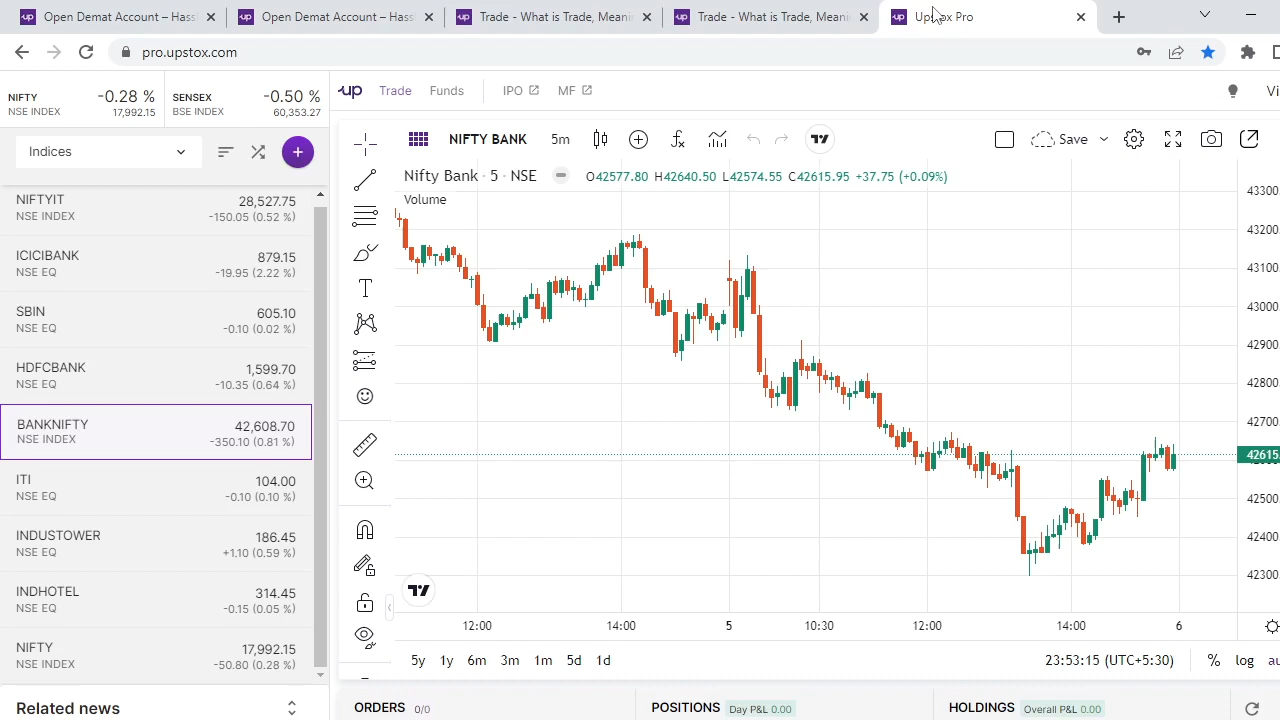 up Open Demat Account – Hass
up Open Demat Account – Hass
up Trade - What is Trade, Meani
up Trade - What is Trade, Meani
up Upstox Pro
pro.upstox.com
NIFTY -0.28 %
NSE INDEX 17,992.15
SENSEX -0.50 %
BSE INDEX 60,353.27
up Trade Funds IPO MF Vi
Indices
NIFTYIT 28,527.75
NSE INDEX -150.05 (0.52 %)
ICICIBANK 879.15
NSE EQ -19.95 (2.22 %)
SBIN 605.10
NSE EQ -0.10 (0.02 %)
HDFCBANK 1,599.70
NSE EQ -10.35 (0.64 %)
BANKNIFTY 42,608.70
NSE INDEX -350.10 (0.81 %)
ITI 104.00
NSE EQ -0.10 (0.10 %)
INDUSTOWER 186.45
NSE EQ +1.10 (0.59 %)
INDHOTEL 314.45
NSE EQ -0.15 (0.05 %)
NIFTY 17,992.15
NSE INDEX -50.80 (0.28 %)
Related news
NIFTY BANK 5m Save
Nifty Bank · 5 · NSE O42577.80 H42640.50 L42574.55 C42615.95 +37.75 (+0.09%)
Volume
43300
43200
43100
43000
42900
42800
42700
42615.
42500
42400
42300
12:00 14:00 5 10:30 12:00 14:00 6
5y 1y 6m 3m 1m 5d 1d 23:53:15 (UTC+5:30) % log au
ORDERS 0/0 POSITIONS Day P&L 0.00 HOLDINGS Overall P&L 0.00